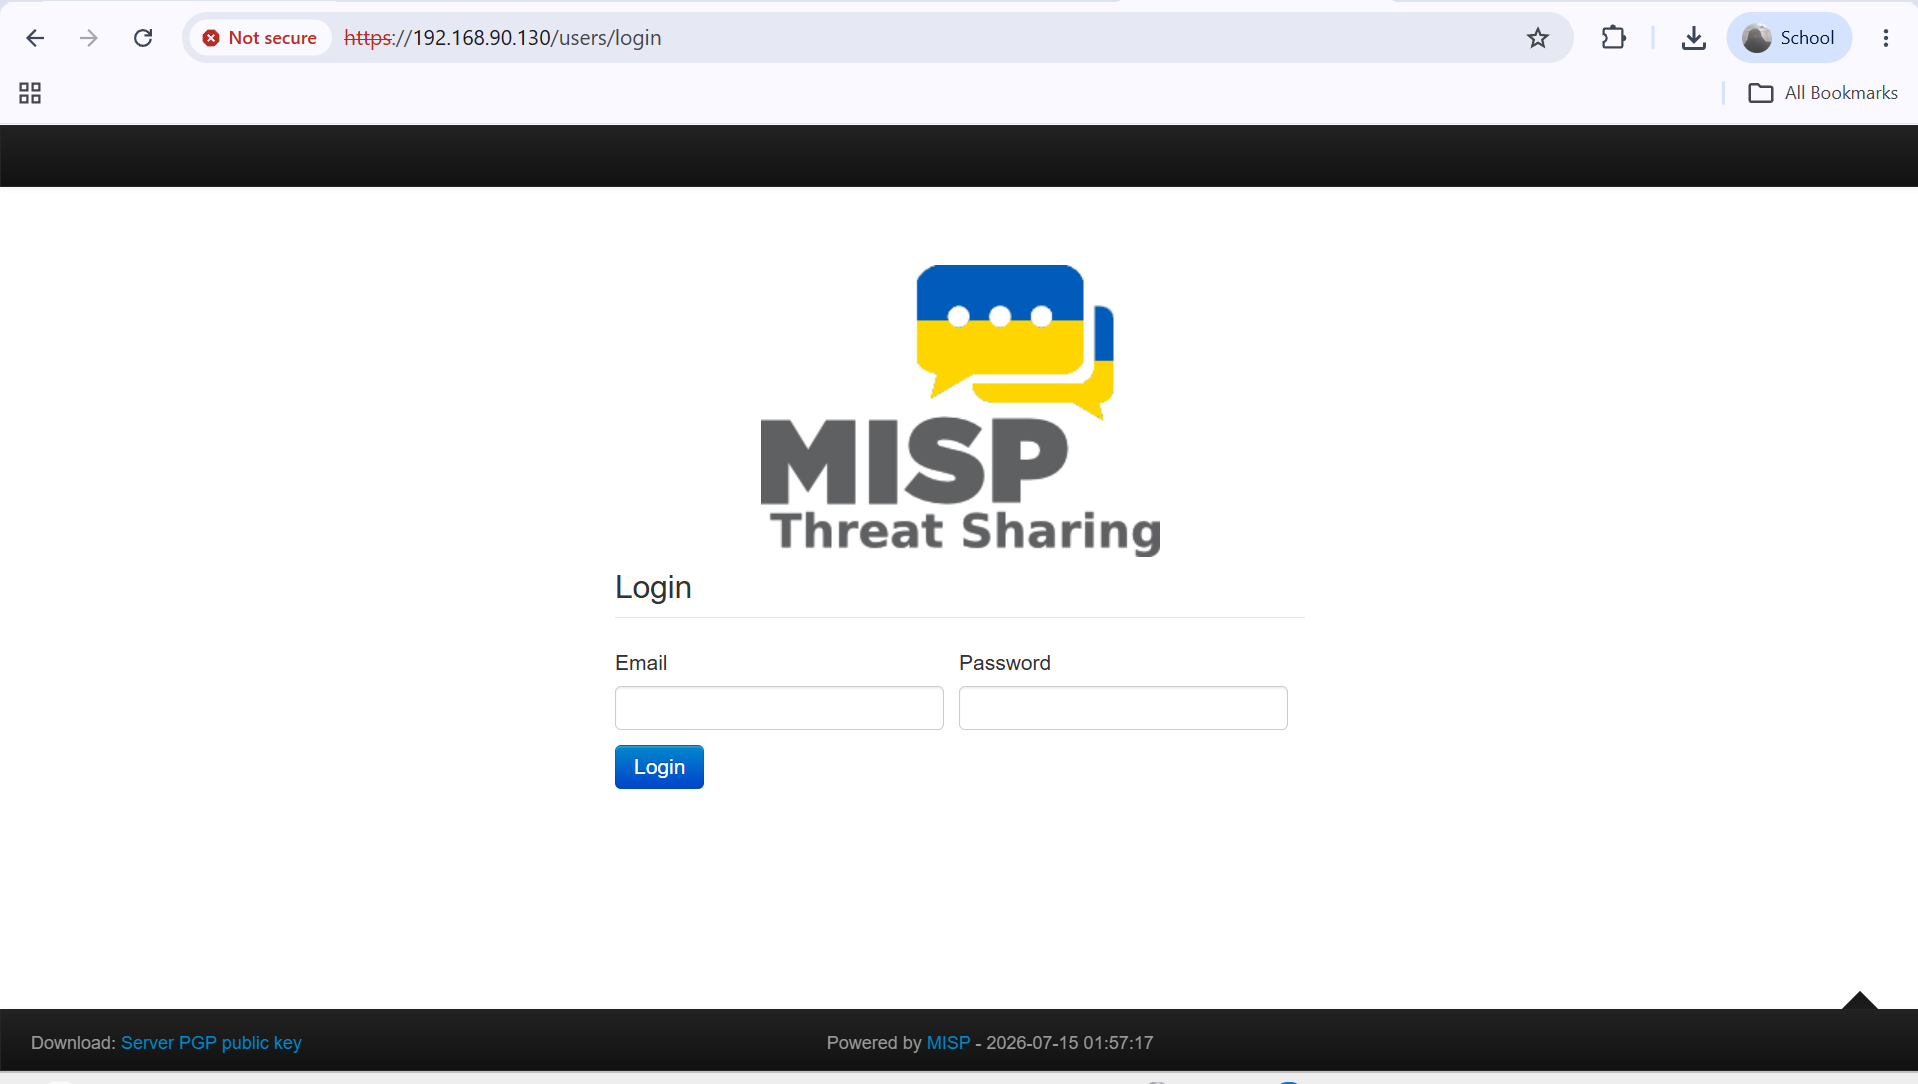 Not secure https://192.168.90.130/users/login School
All Bookmarks
MISP
Threat Sharing
Login
Email Password
Login
Download: Server PGP public key Powered by MISP - 2026-07-15 01:57:17